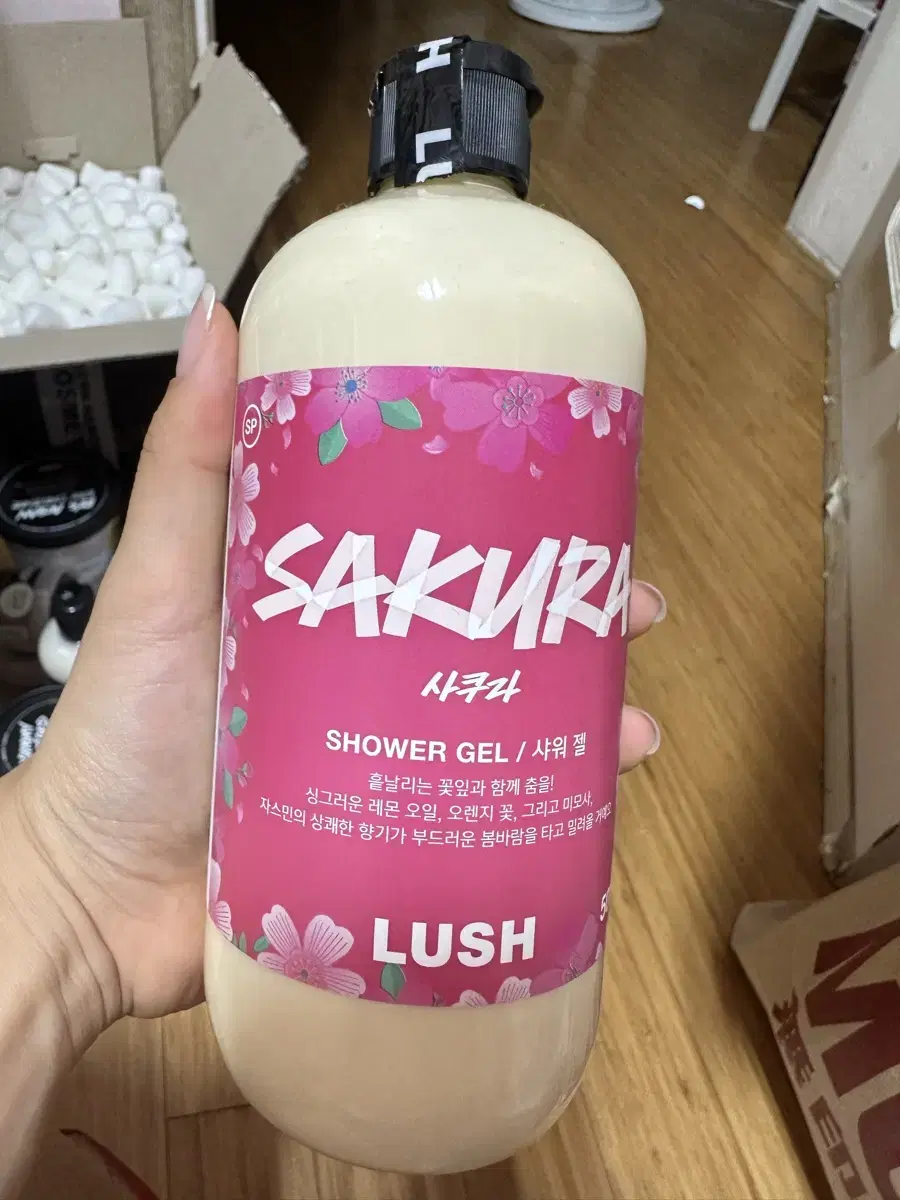 H LU
SP
SAKURA
사쿠라
SHOWER GEL / 샤워 젤
흩날리는 꽃잎과 함께 춤을!
싱그러운 레몬 오일, 오렌지 꽃, 그리고 미모사,
자스민의 상쾌한 향기가 부드러운 봄바람을 타고 밀려올 거예요
LUSH